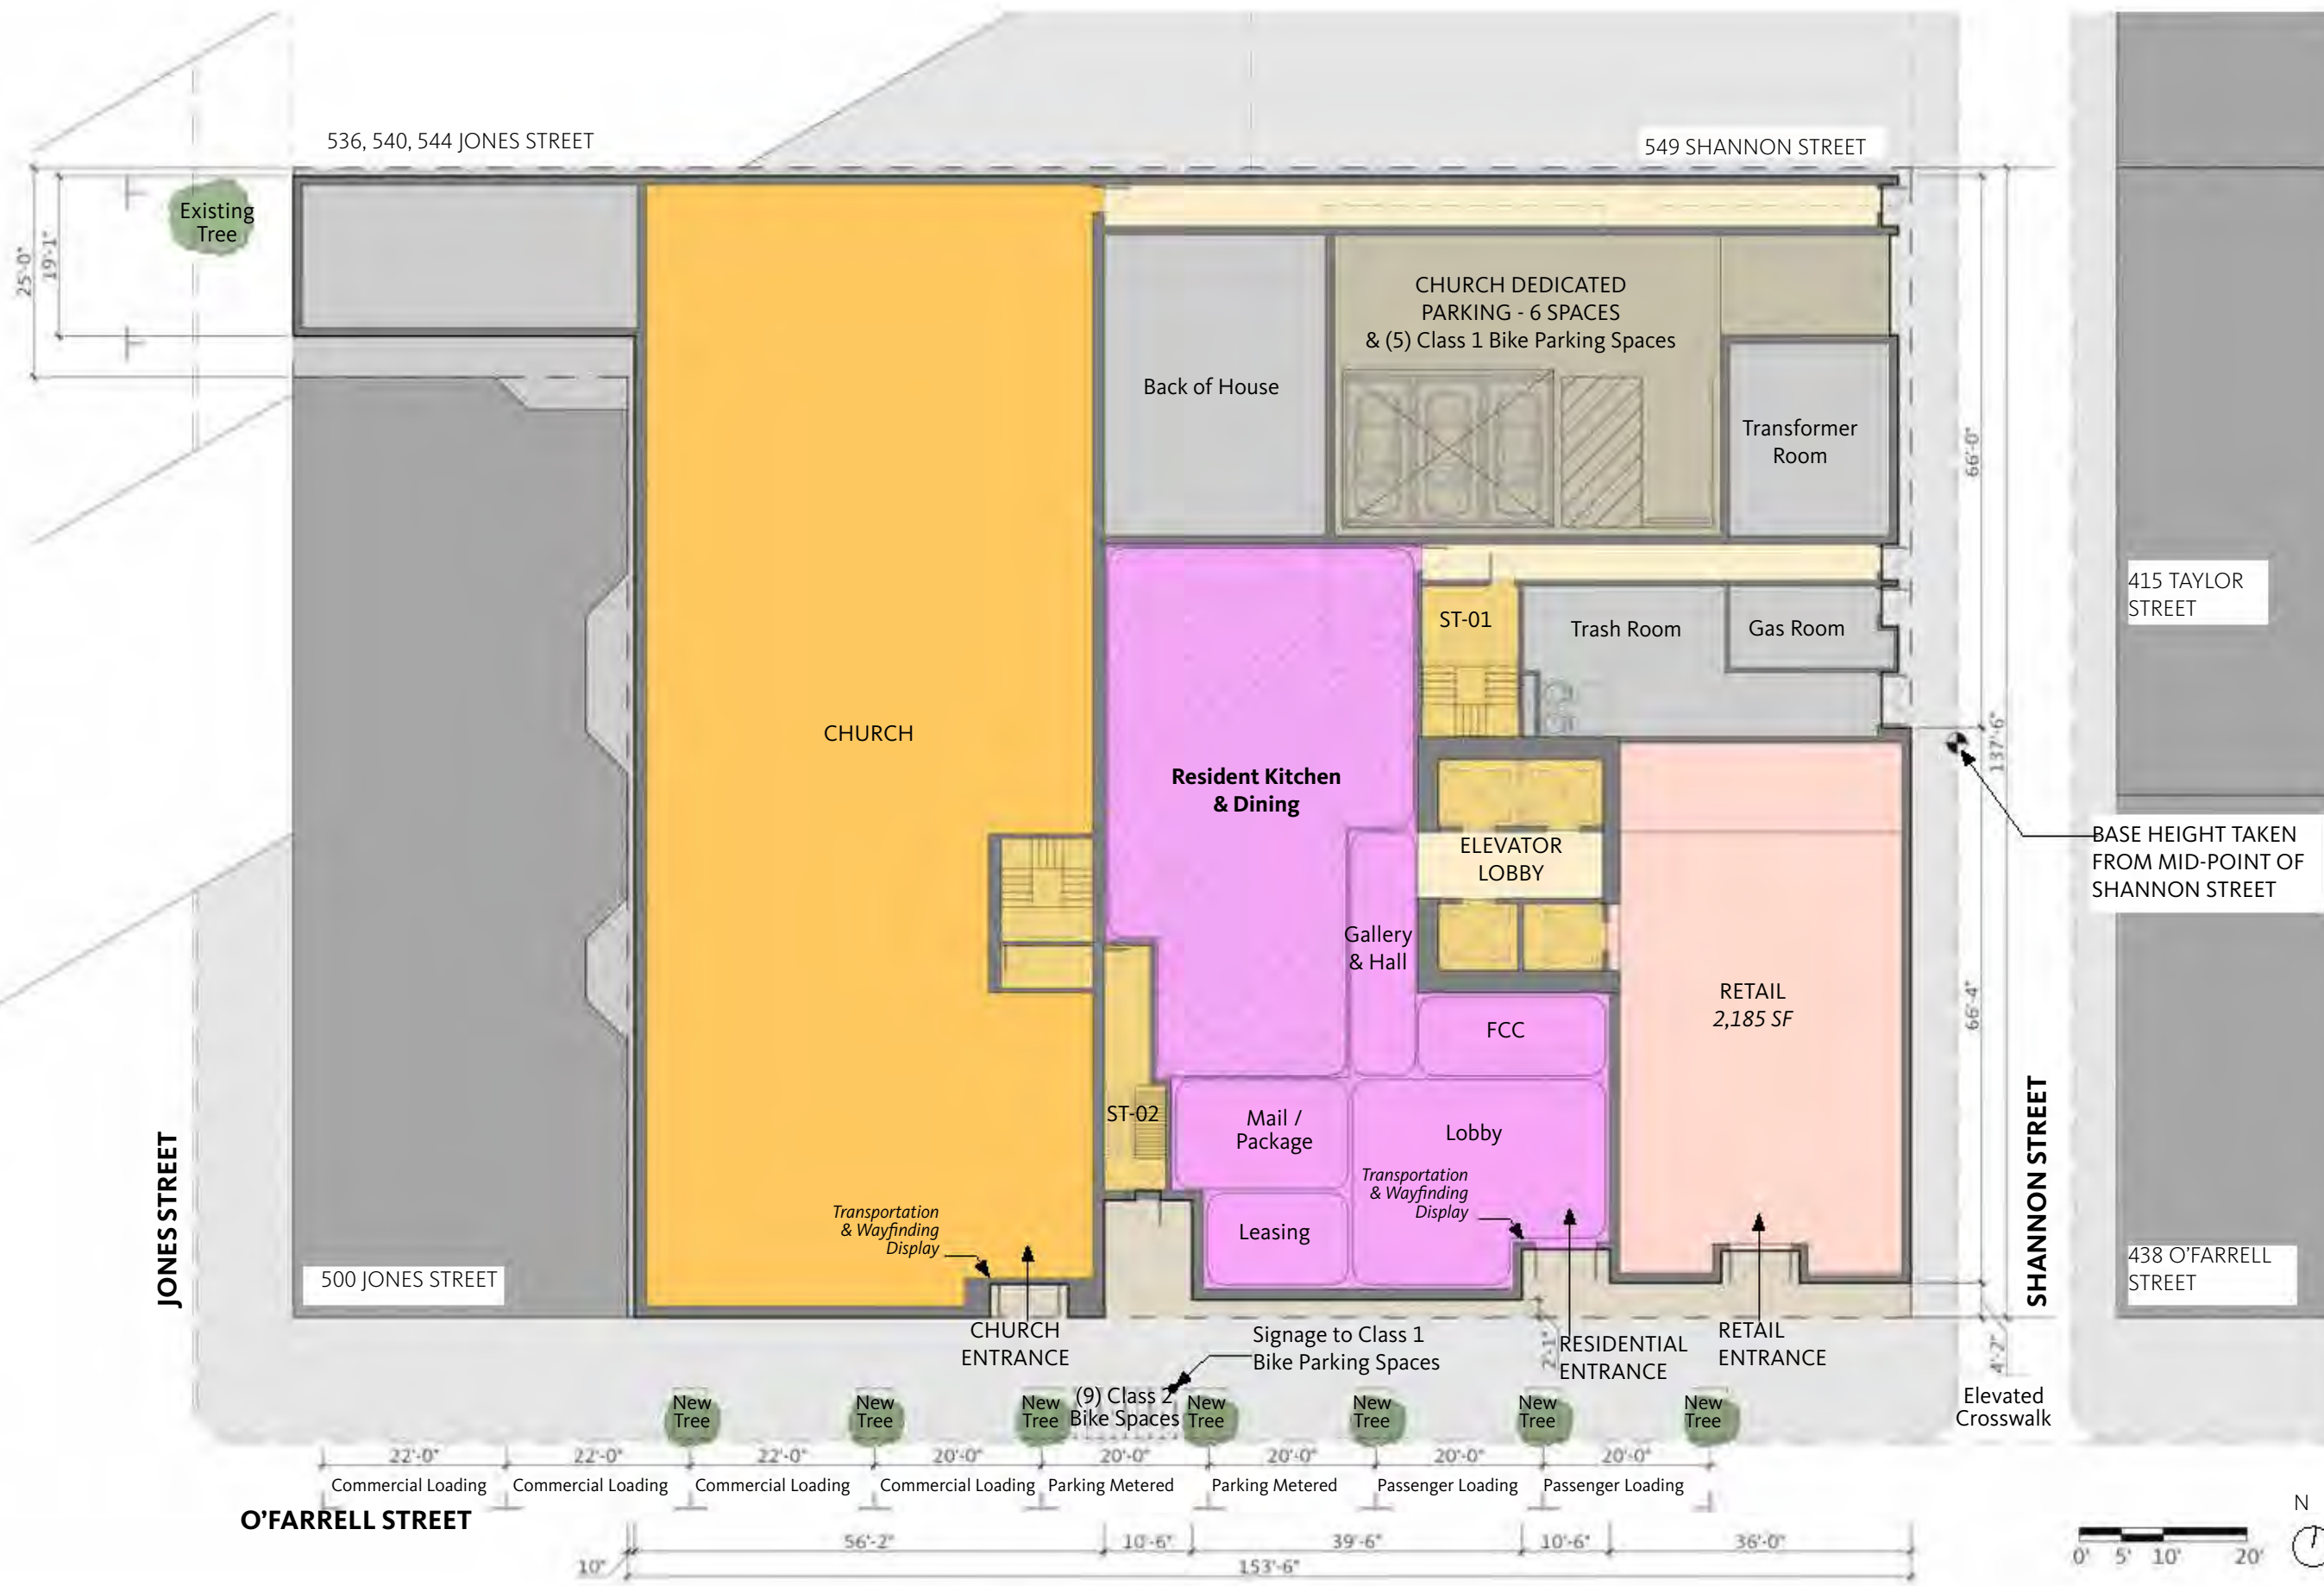 536, 540, 544 JONES STREET
549 SHANNON STREET
Existing
Tree
25'-0"
19'-1"
CHURCH DEDICATED
PARKING - 6 SPACES
& (5) Class 1 Bike Parking Spaces
Back of House
Transformer
Room
66'-0"
415 TAYLOR
STREET
ST-01
Trash Room
Gas Room
CHURCH
137'-6"
Resident Kitchen
& Dining
ELEVATOR
LOBBY
BASE HEIGHT TAKEN
FROM MID-POINT OF
SHANNON STREET
Gallery
& Hall
RETAIL
2,185 SF
66'-4"
FCC
ST-02
Mail /
Package
Lobby
Transportation
& Wayfinding
Display
Transportation
& Wayfinding
Display
Leasing
JONES STREET
SHANNON STREET
500 JONES STREET
438 O'FARRELL
STREET
CHURCH
ENTRANCE
Signage to Class 1
Bike Parking Spaces
2'-1"
RESIDENTIAL
ENTRANCE
RETAIL
ENTRANCE
4'-2"
New
Tree
New
Tree
New
Tree
(9) Class 2
Bike Spaces
New
Tree
New
Tree
New
Tree
New
Tree
Elevated
Crosswalk
22'-0"
22'-0"
22'-0"
20'-0"
20'-0"
20'-0"
20'-0"
20'-0"
Commercial Loading
Commercial Loading
Commercial Loading
Commercial Loading
Parking Metered
Parking Metered
Passenger Loading
Passenger Loading
O'FARRELL STREET
N
56'-2"
10'-6"
39'-6"
10'-6"
36'-0"
0' 5' 10' 20'
10"
153'-6"